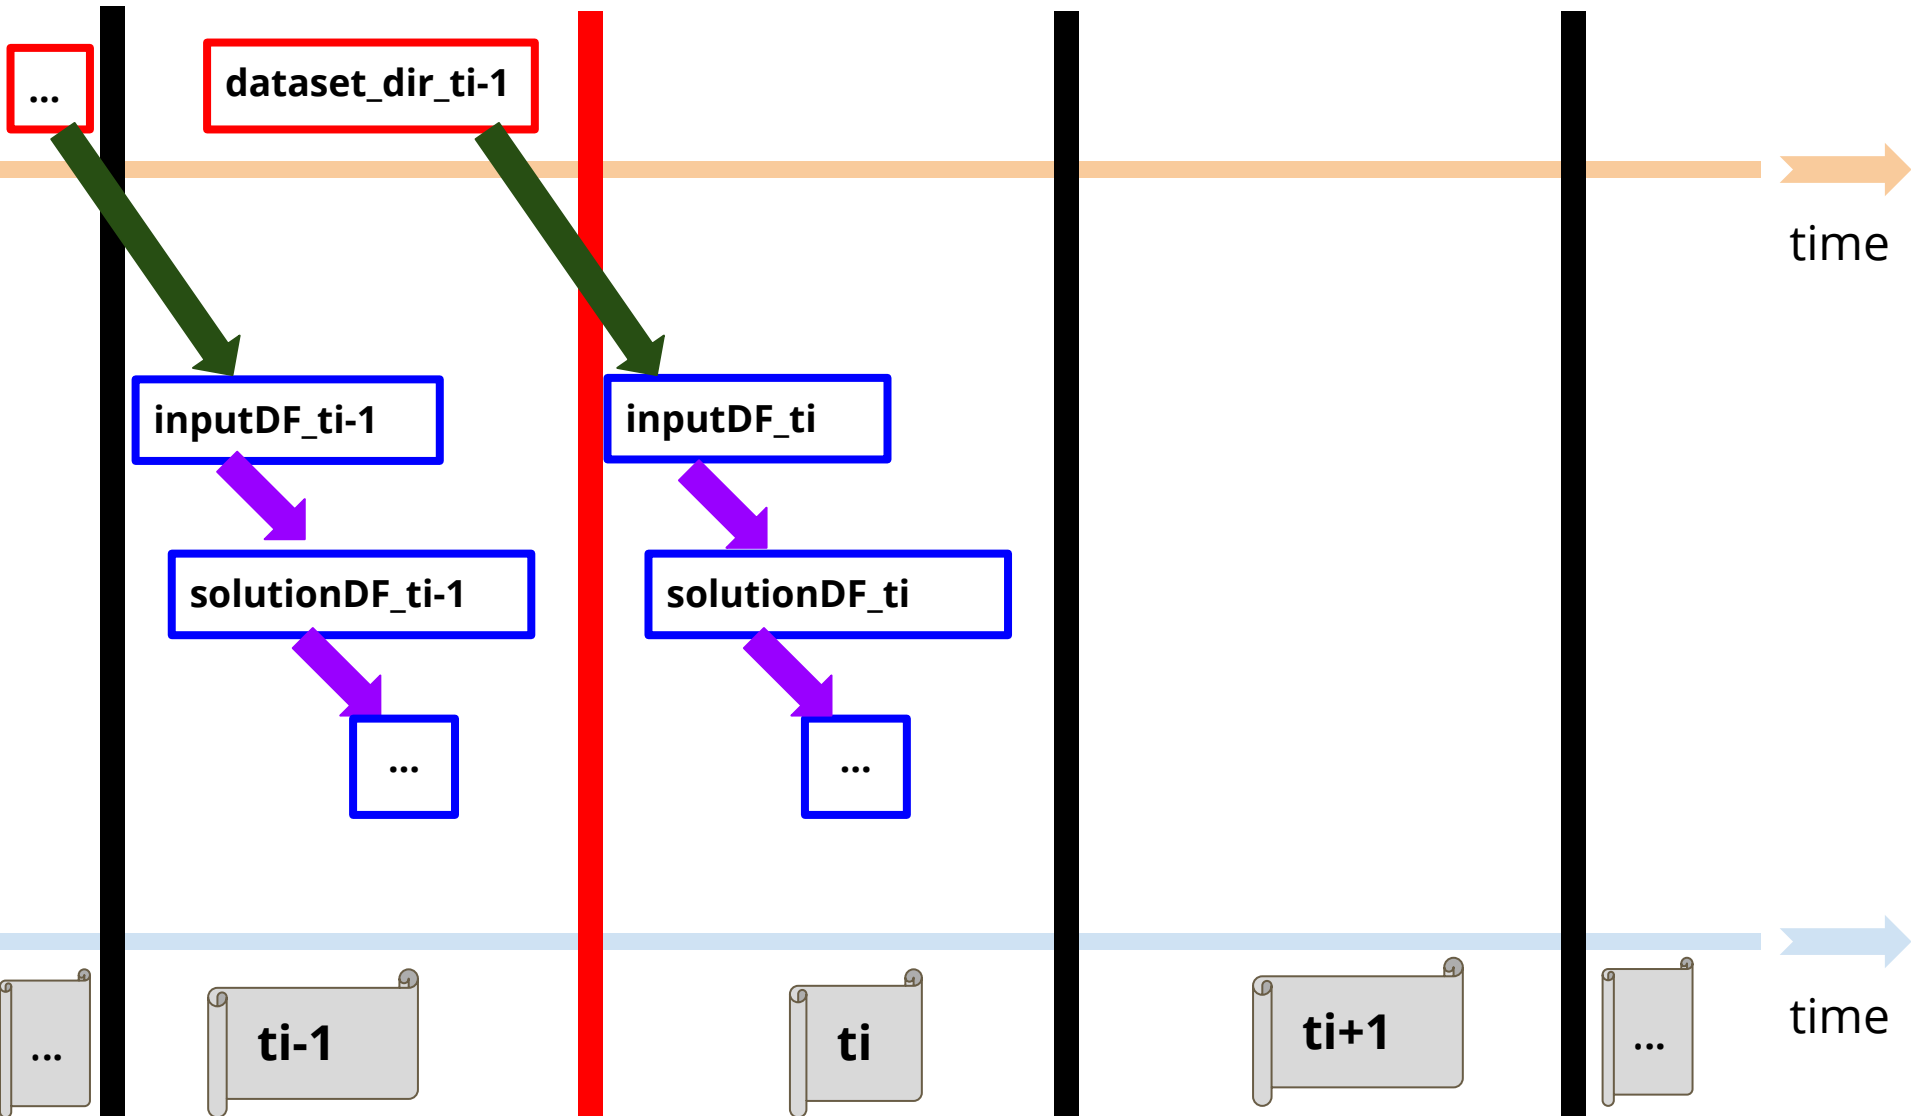 ...
dataset_dir_ti-1
time
inputDF_ti-1
inputDF_ti
solutionDF_ti-1
solutionDF_ti
...
...
time
...
ti-1
ti
ti+1
...